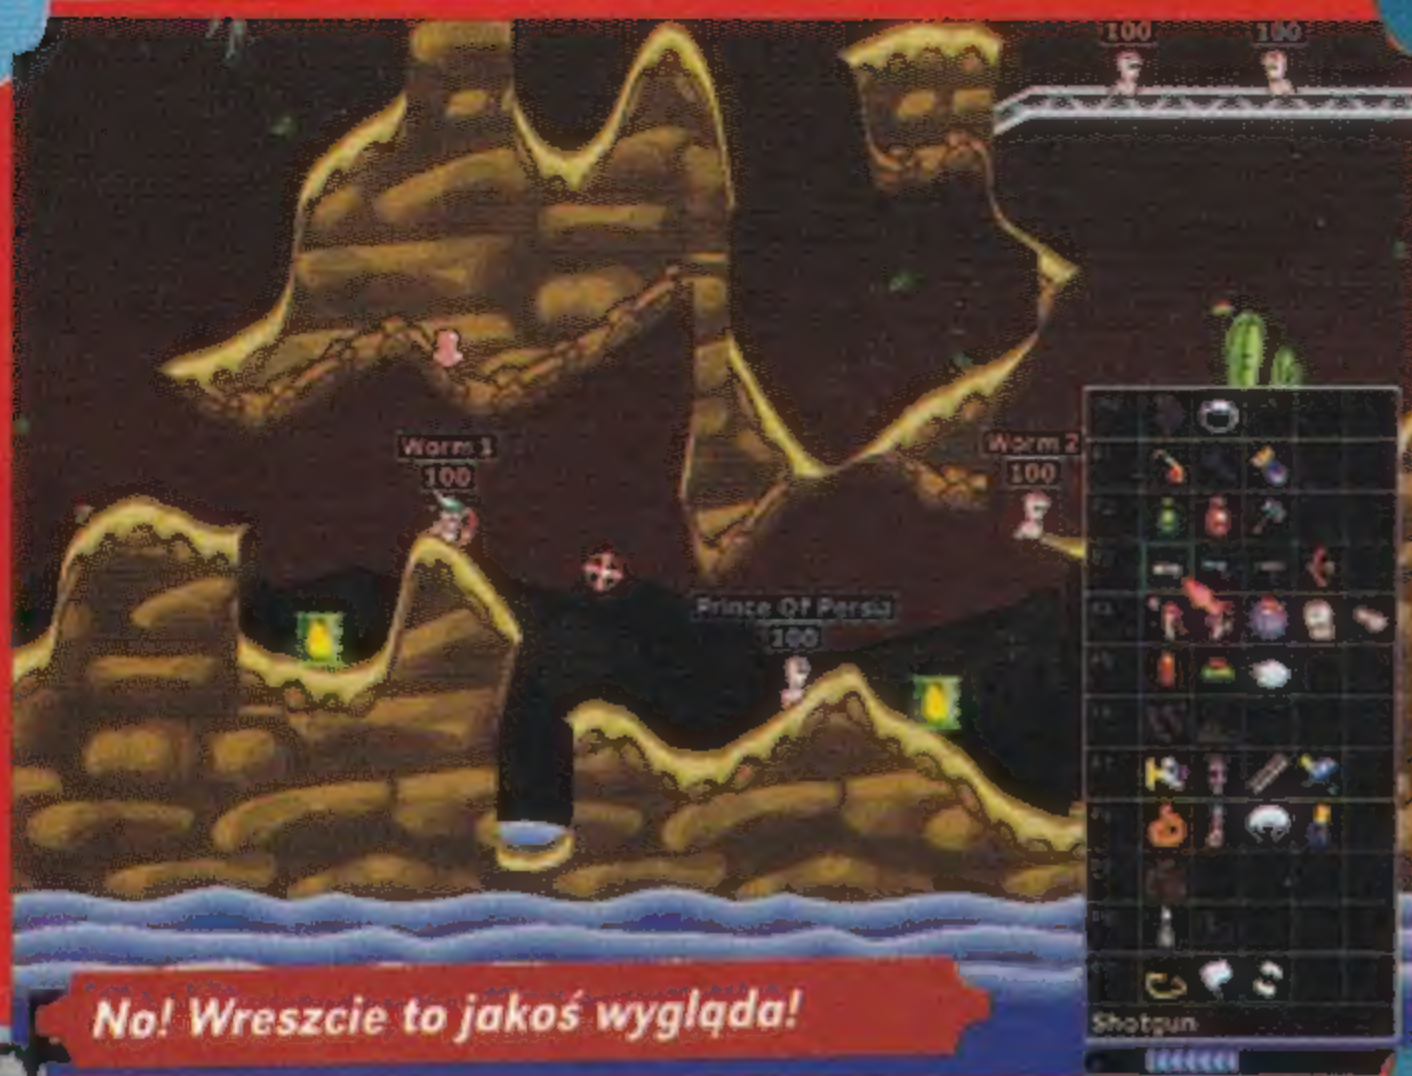 100 100
Worm 1
100
Worm 2
100
Prince Of Persia
100
No! Wreszcie to jakoś wygląda!
Shotgun